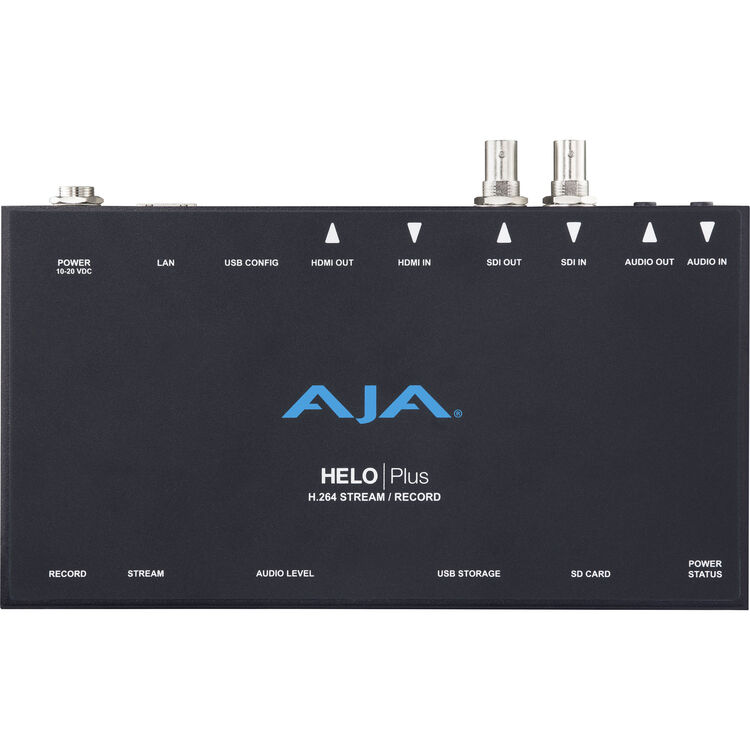 POWER
10-20 VDC
LAN
USB CONFIG
HDMI OUT
HDMI IN
SDI OUT
SDI IN
AUDIO OUT
AUDIO IN
AJA®
HELO|Plus
H.264 STREAM / RECORD
RECORD
STREAM
AUDIO LEVEL
USB STORAGE
SD CARD
POWER
STATUS